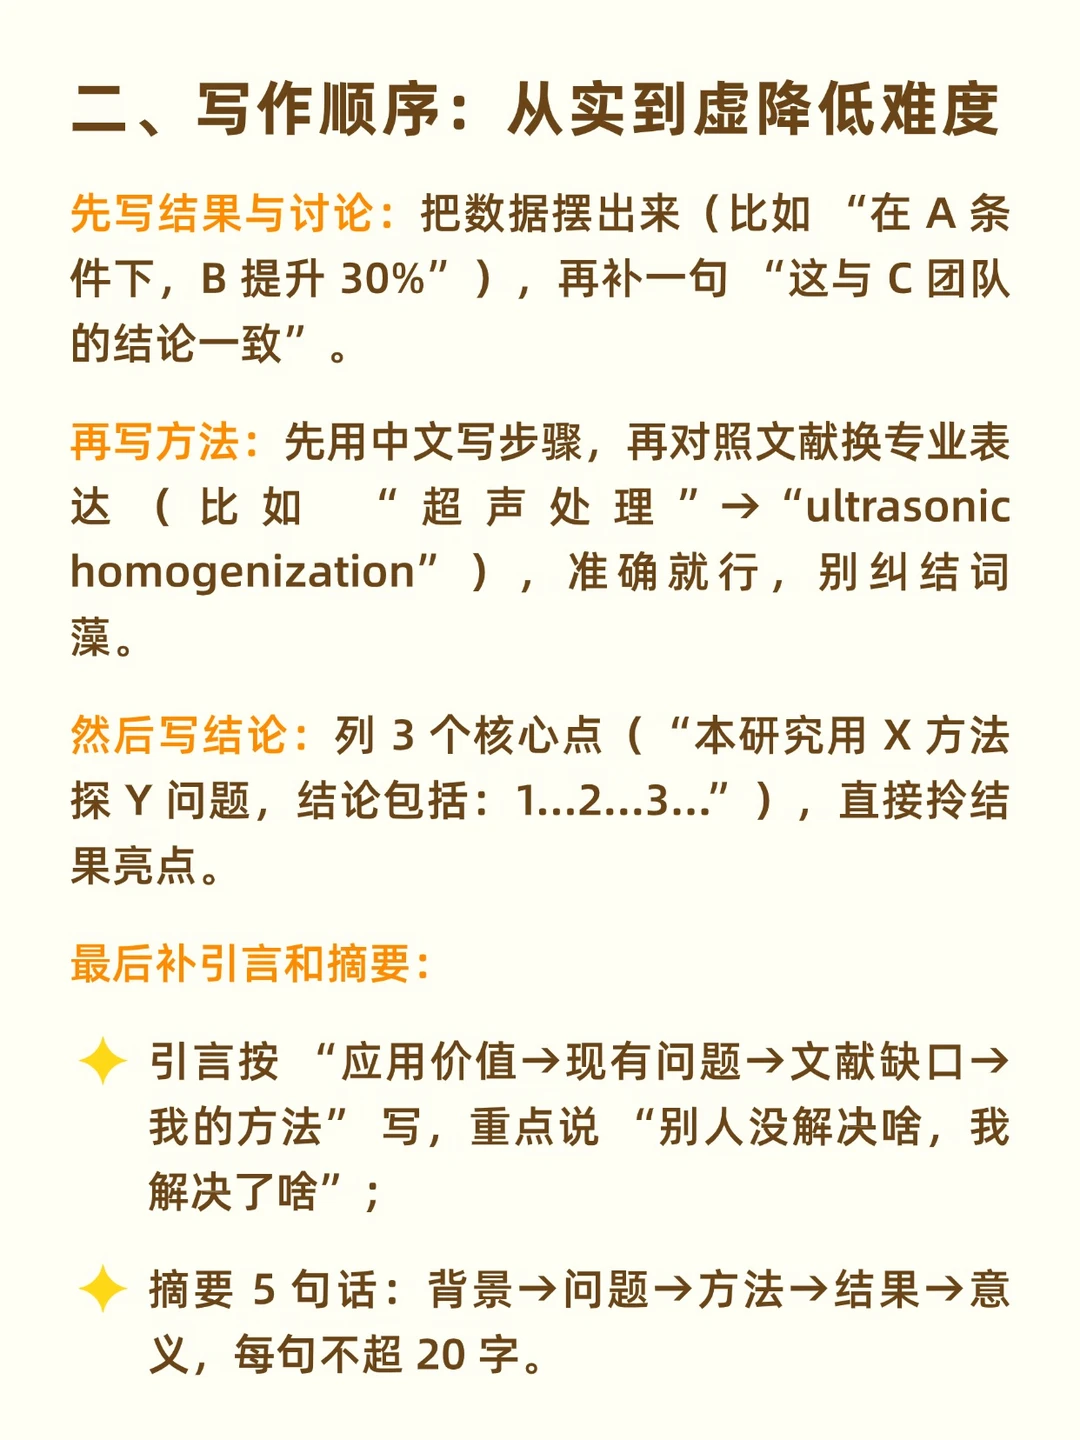 二、写作顺序：从实到虚降低难度
先写结果与讨论：把数据摆出来（比如 “在 A 条
件下，B 提升 30%” ），再补一句 “这与 C 团队
的结论一致” 。
再写方法：先用中文写步骤，再对照文献换专业表
达（比如 “超声处理”→“ultrasonic
homogenization” ），准确就行，别纠结词
藻。
然后写结论：列 3 个核心点（ “本研究用 X 方法
探 Y 问题，结论包括：1...2...3...” ），直接拎结
果亮点。
最后补引言和摘要：
引言按 “应用价值→现有问题→文献缺口→
我的方法” 写，重点说 “别人没解决啥，我
解决了啥” ；
摘要 5 句话：背景→问题→方法→结果→意
义，每句不超 20 字。